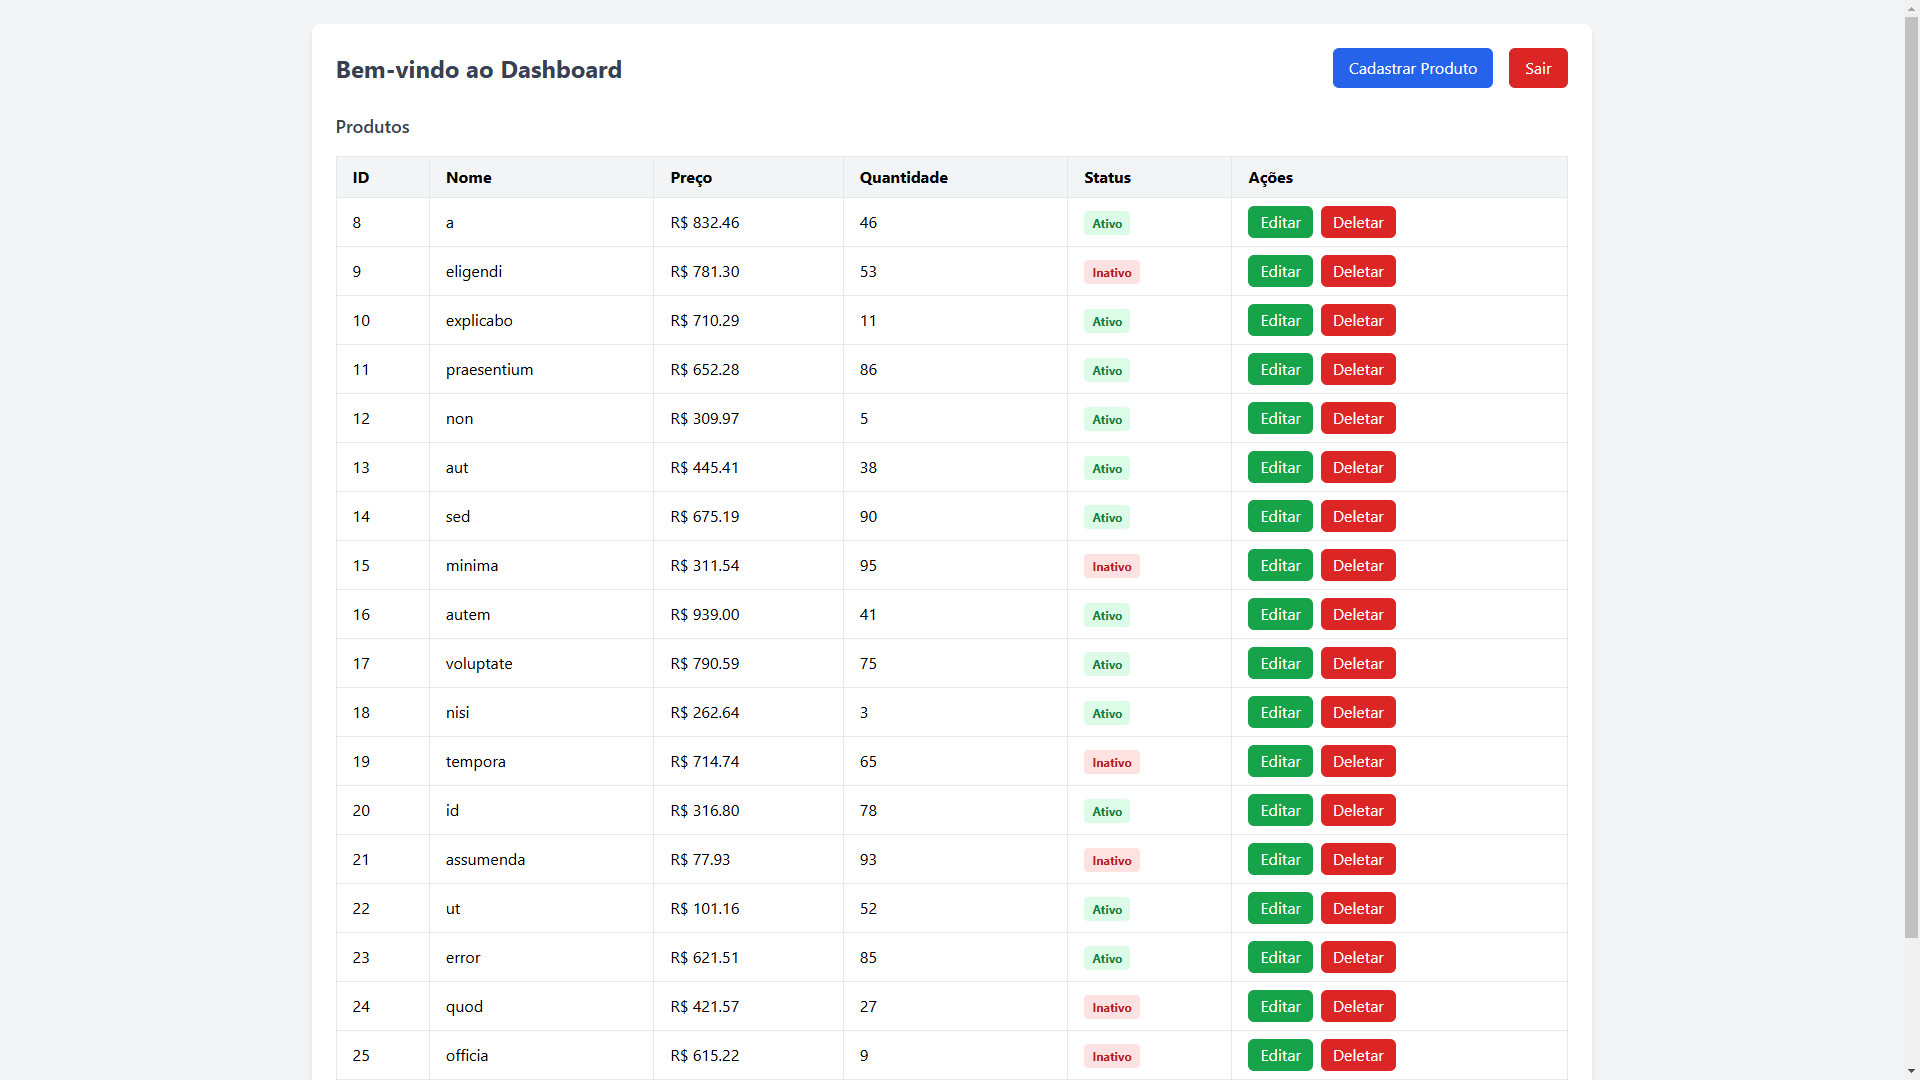 Bem-vindo ao Dashboard Cadastrar Produto Sair
Produtos
ID Nome Preço Quantidade Status Ações
8 a R$ 832.46 46 Ativo Editar Deletar
9 eligendi R$ 781.30 53 Inativo Editar Deletar
10 explicabo R$ 710.29 11 Ativo Editar Deletar
11 praesentium R$ 652.28 86 Ativo Editar Deletar
12 non R$ 309.97 5 Ativo Editar Deletar
13 aut R$ 445.41 38 Ativo Editar Deletar
14 sed R$ 675.19 90 Ativo Editar Deletar
15 minima R$ 311.54 95 Inativo Editar Deletar
16 autem R$ 939.00 41 Ativo Editar Deletar
17 voluptate R$ 790.59 75 Ativo Editar Deletar
18 nisi R$ 262.64 3 Ativo Editar Deletar
19 tempora R$ 714.74 65 Inativo Editar Deletar
20 id R$ 316.80 78 Ativo Editar Deletar
21 assumenda R$ 77.93 93 Inativo Editar Deletar
22 ut R$ 101.16 52 Ativo Editar Deletar
23 error R$ 621.51 85 Ativo Editar Deletar
24 quod R$ 421.57 27 Inativo Editar Deletar
25 officia R$ 615.22 9 Inativo Editar Deletar